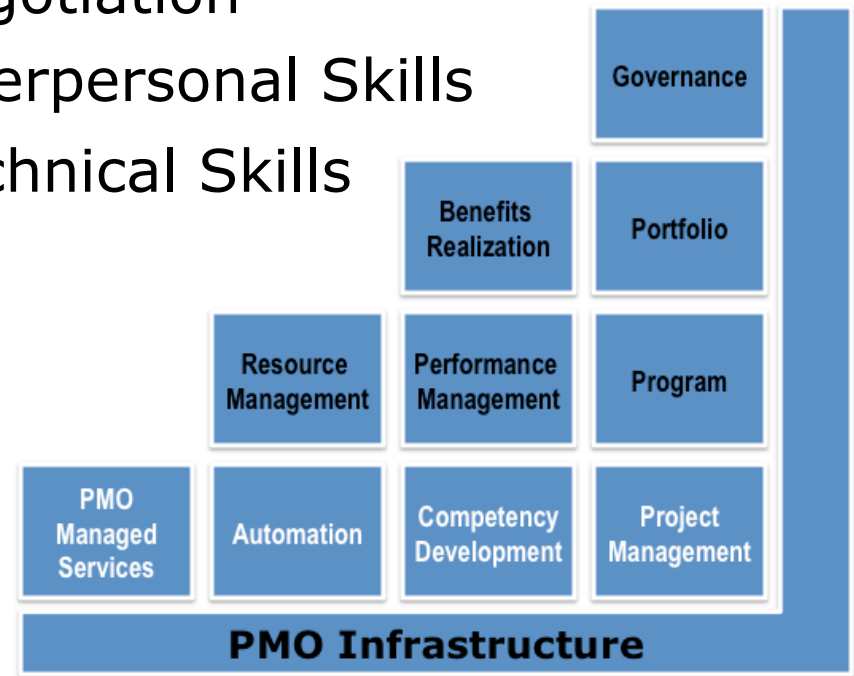 gotiation
erpersonal Skills
chnical Skills
Governance
Benefits
Realization
Portfolio
Resource
Management
Performance
Management
Program
PMO
Managed
Services
Automation
Competency
Development
Project
Management
PMO Infrastructure